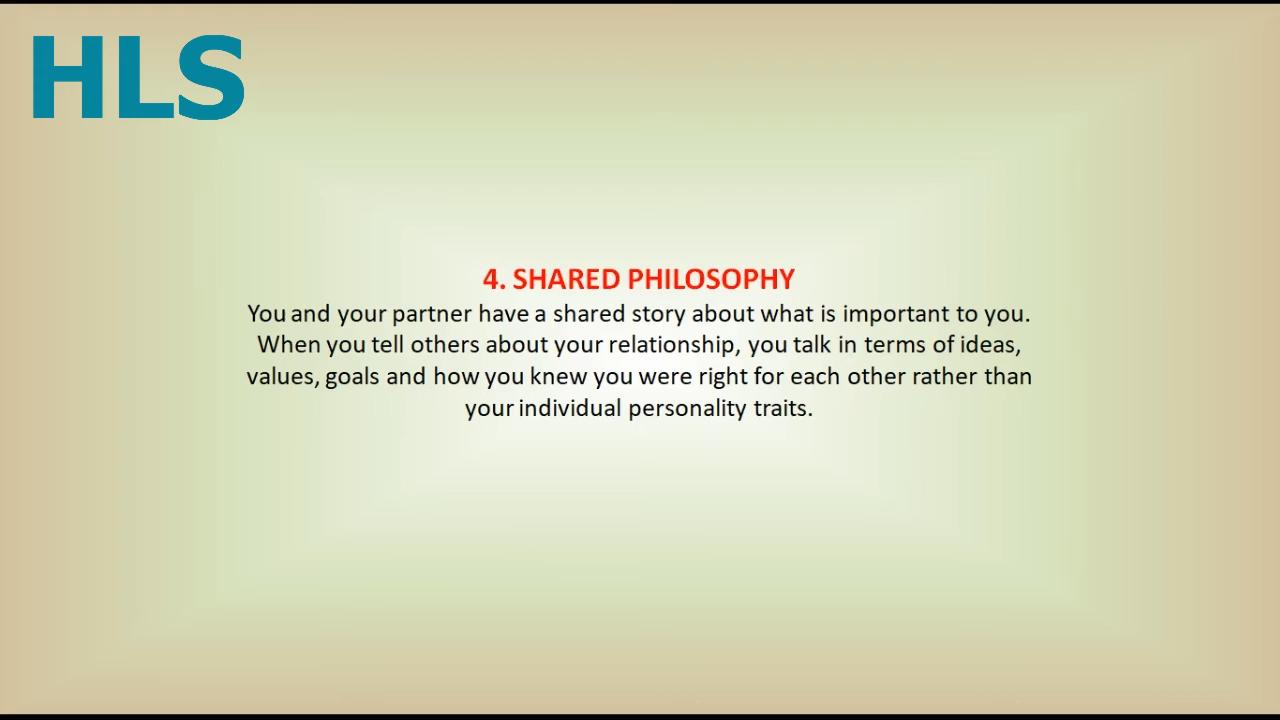 HLS
4. SHARED PHILOSOPHY
You and your partner have a shared story about what is important to you.
When you tell others about your relationship, you talk in terms of ideas,
values, goals and how you knew you were right for each other rather than
your individual personality traits.